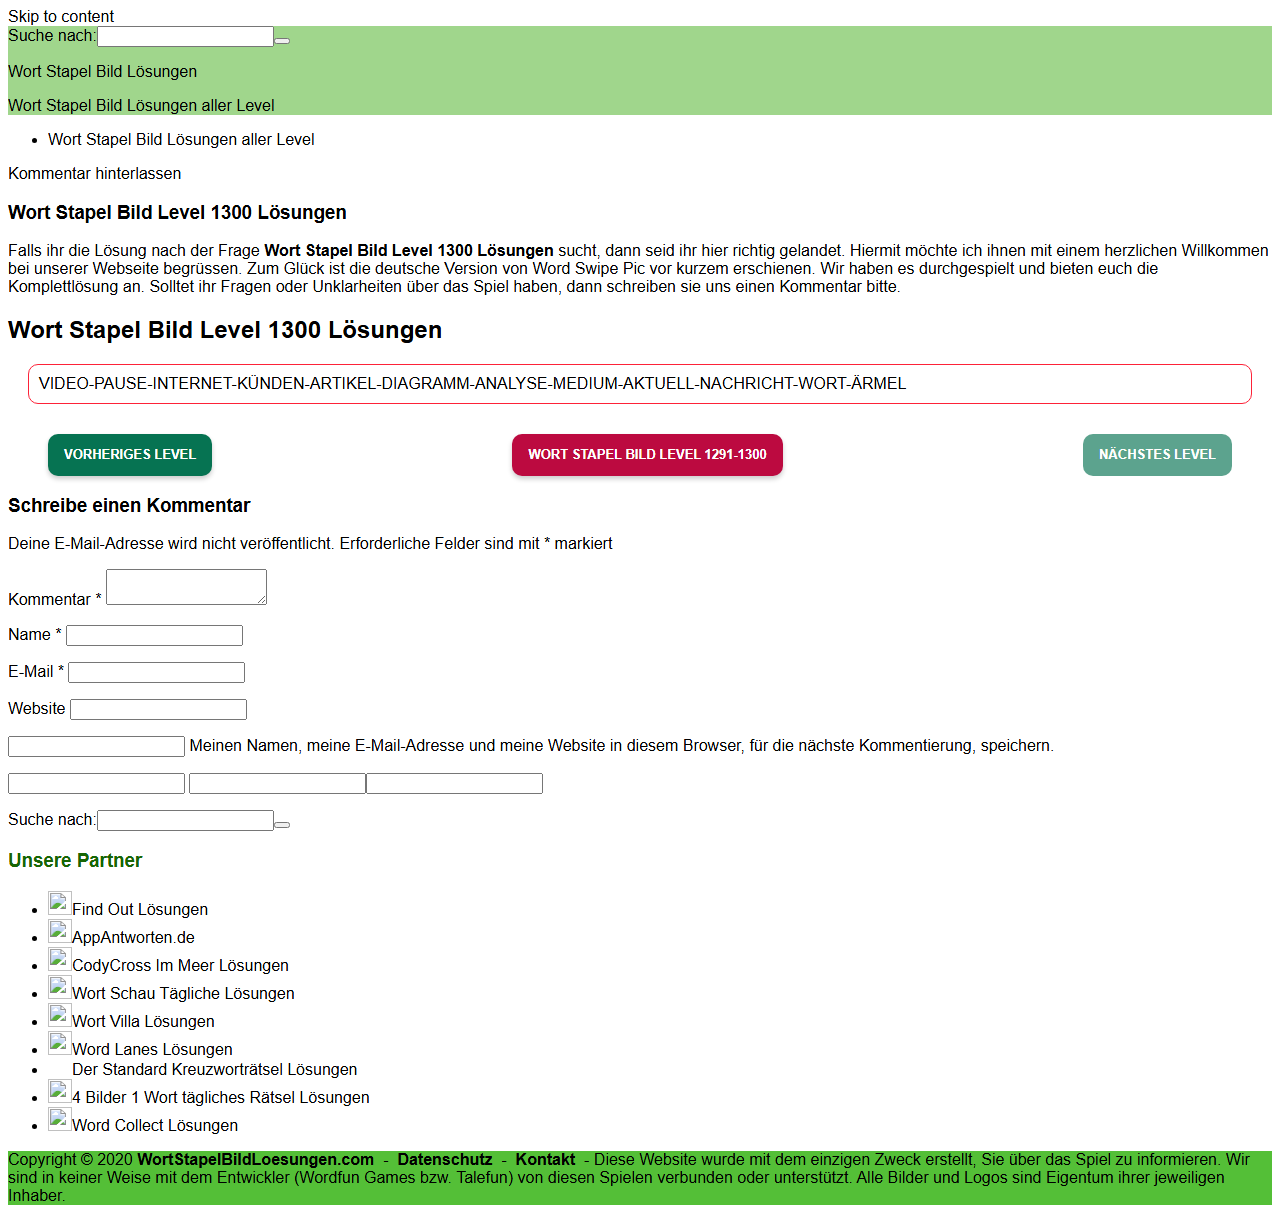 Skip to content
Suche nach:
Wort Stapel Bild Lösungen
Wort Stapel Bild Lösungen aller Level
Wort Stapel Bild Lösungen aller Level
Kommentar hinterlassen
Wort Stapel Bild Level 1300 Lösungen
Falls ihr die Lösung nach der Frage Wort Stapel Bild Level 1300 Lösungen sucht, dann seid ihr hier richtig gelandet. Hiermit möchte ich ihnen mit einem herzlichen Willkommen
bei unserer Webseite begrüssen. Zum Glück ist die deutsche Version von Word Swipe Pic vor kurzem erschienen. Wir haben es durchgespielt und bieten euch die
Komplettlösung an. Solltet ihr Fragen oder Unklarheiten über das Spiel haben, dann schreiben sie uns einen Kommentar bitte.
Wort Stapel Bild Level 1300 Lösungen
VIDEO-PAUSE-INTERNET-KÜNDEN-ARTIKEL-DIAGRAMM-ANALYSE-MEDIUM-AKTUELL-NACHRICHT-WORT-ÄRMEL
VORHERIGES LEVEL
WORT STAPEL BILD LEVEL 1291-1300
NÄCHSTES LEVEL
Schreibe einen Kommentar
Deine E-Mail-Adresse wird nicht veröffentlicht. Erforderliche Felder sind mit * markiert
Kommentar *
Name *
E-Mail *
Website
Meinen Namen, meine E-Mail-Adresse und meine Website in diesem Browser, für die nächste Kommentierung, speichern.
Suche nach:
Unsere Partner
Find Out Lösungen
AppAntworten.de
CodyCross Im Meer Lösungen
Wort Schau Tägliche Lösungen
Wort Villa Lösungen
Word Lanes Lösungen
Der Standard Kreuzworträtsel Lösungen
4 Bilder 1 Wort tägliches Rätsel Lösungen
Word Collect Lösungen
Copyright © 2020 WortStapelBildLoesungen.com - Datenschutz - Kontakt - Diese Website wurde mit dem einzigen Zweck erstellt, Sie über das Spiel zu informieren. Wir
sind in keiner Weise mit dem Entwickler (Wordfun Games bzw. Talefun) von diesen Spielen verbunden oder unterstützt. Alle Bilder und Logos sind Eigentum ihrer jeweiligen
Inhaber.